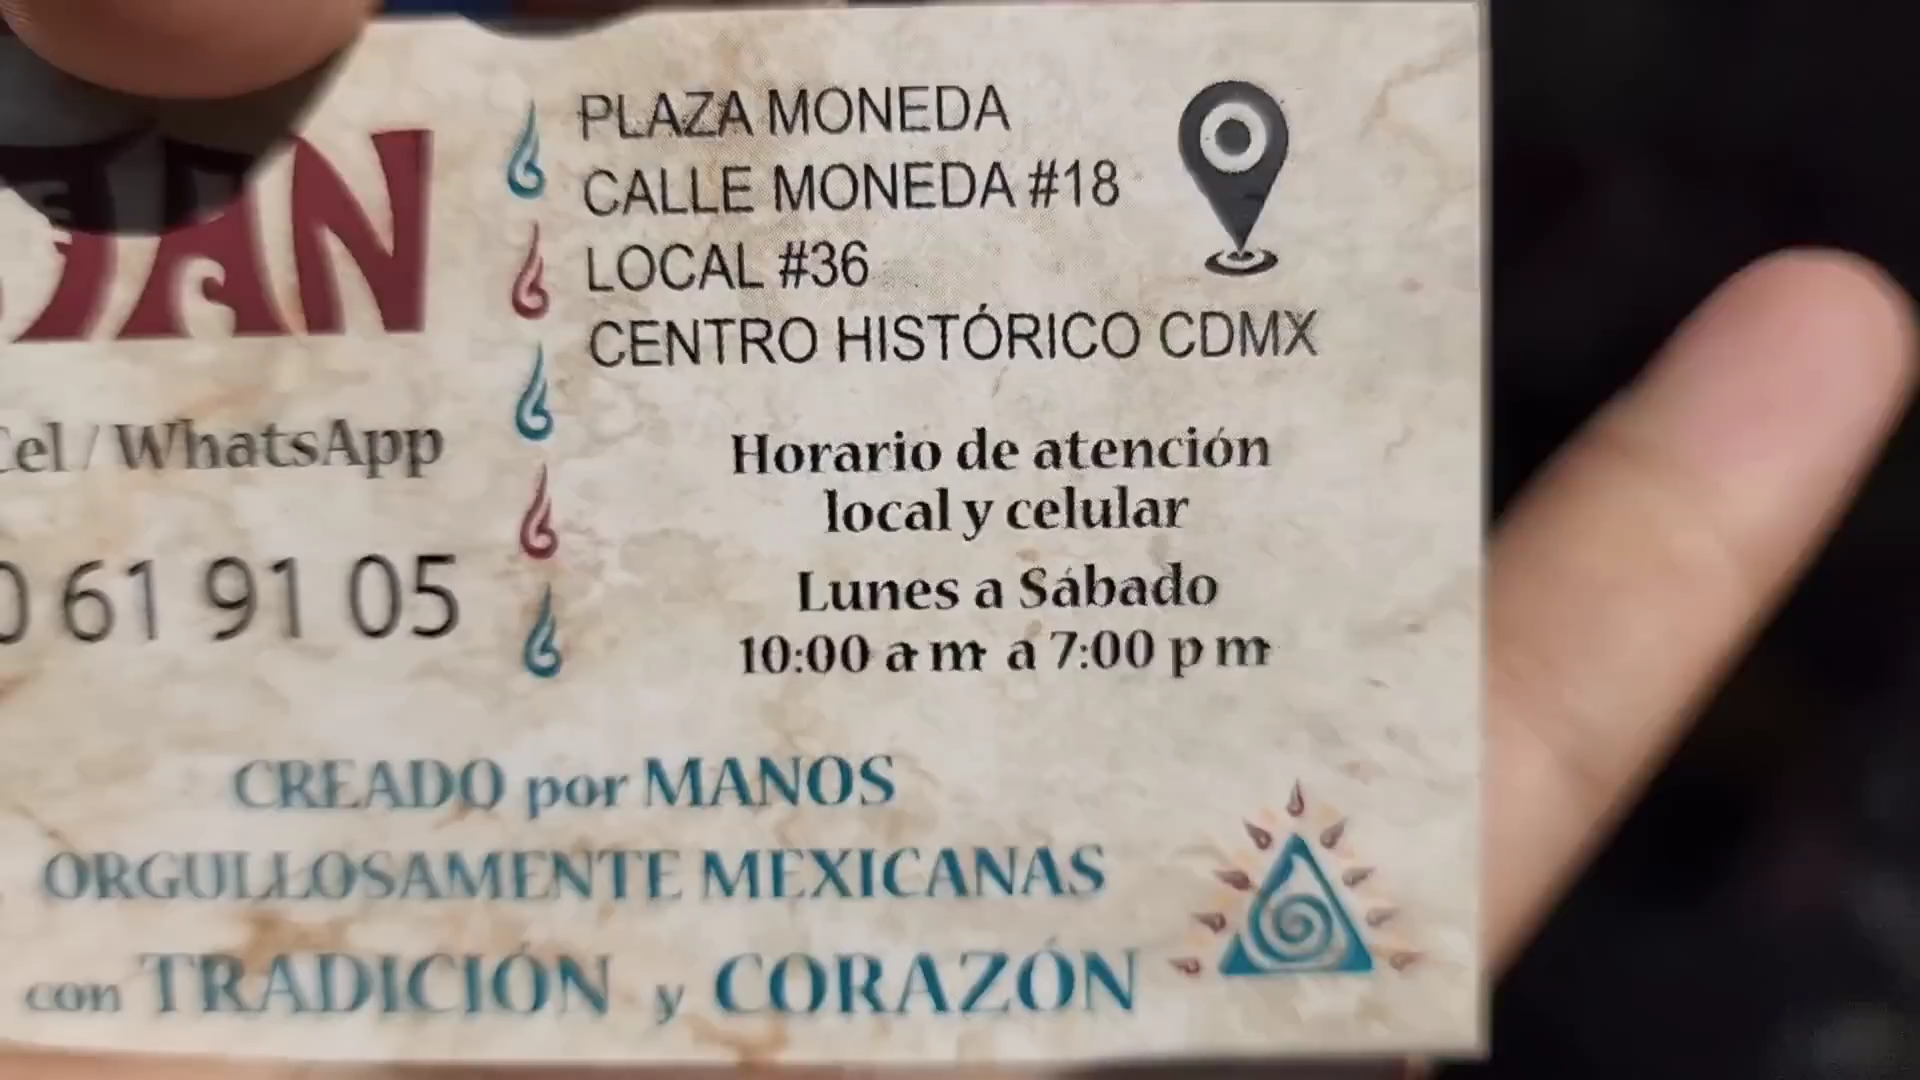 PLAZA MONEDA
CALLE MONEDA #18
LOCAL #36
CENTRO HISTÓRICO CDMX
Cel / WhatsApp
61 91 05
Horario de atención
local y celular
Lunes a Sábado
10:00 a m a 7:00 p m
CREADO por MANOS
ORGULLOSAMENTE MEXICANAS
con TRADICIÓN y CORAZÓN